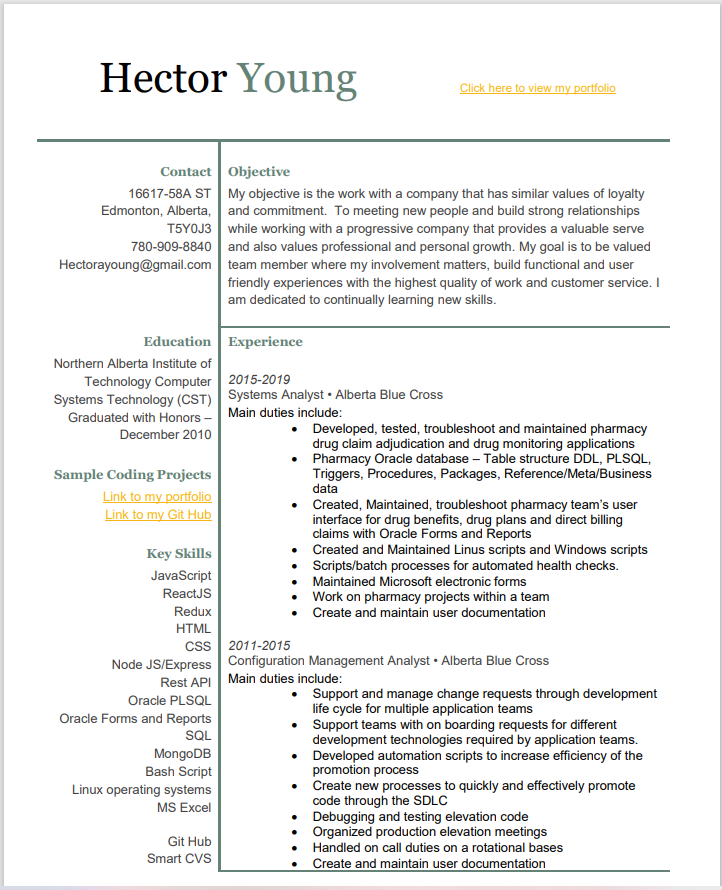 Hector Young
Click here to view my portfolio
Contact
16617-58A ST
Edmonton, Alberta,
T5Y0J3
780-909-8840
Hectorayoung@gmail.com
Objective
My objective is the work with a company that has similar values of loyalty
and commitment.  To meeting new people and build strong relationships
while working with a progressive company that provides a valuable serve
and also values professional and personal growth. My goal is to be valued
team member where my involvement matters, build functional and user
friendly experiences with the highest quality of work and customer service. I
am dedicated to continually learning new skills.
Education
Northern Alberta Institute of
Technology Computer
Systems Technology (CST)
Graduated with Honors –
December 2010
Sample Coding Projects
Link to my portfolio
Link to my Git Hub
Key Skills
JavaScript
ReactJS
Redux
HTML
CSS
Node JS/Express
Rest API
Oracle PLSQL
Oracle Forms and Reports
SQL
MongoDB
Bash Script
Linux operating systems
MS Excel
Git Hub
Smart CVS
Experience
2015-2019
Systems Analyst • Alberta Blue Cross
Main duties include:
• Developed, tested, troubleshoot and maintained pharmacy
drug claim adjudication and drug monitoring applications
• Pharmacy Oracle database – Table structure DDL, PLSQL,
Triggers, Procedures, Packages, Reference/Meta/Business
data
• Created, Maintained, troubleshoot pharmacy team’s user
interface for drug benefits, drug plans and direct billing
claims with Oracle Forms and Reports
• Created and Maintained Linus scripts and Windows scripts
• Scripts/batch processes for automated health checks.
• Maintained Microsoft electronic forms
• Work on pharmacy projects within a team
• Create and maintain user documentation
2011-2015
Configuration Management Analyst • Alberta Blue Cross
Main duties include:
• Support and manage change requests through development
life cycle for multiple application teams
• Support teams with on boarding requests for different
development technologies required by application teams.
• Developed automation scripts to increase efficiency of the
promotion process
• Create new processes to quickly and effectively promote
code through the SDLC
• Debugging and testing elevation code
• Organized production elevation meetings
• Handled on call duties on a rotational bases
• Create and maintain user documentation